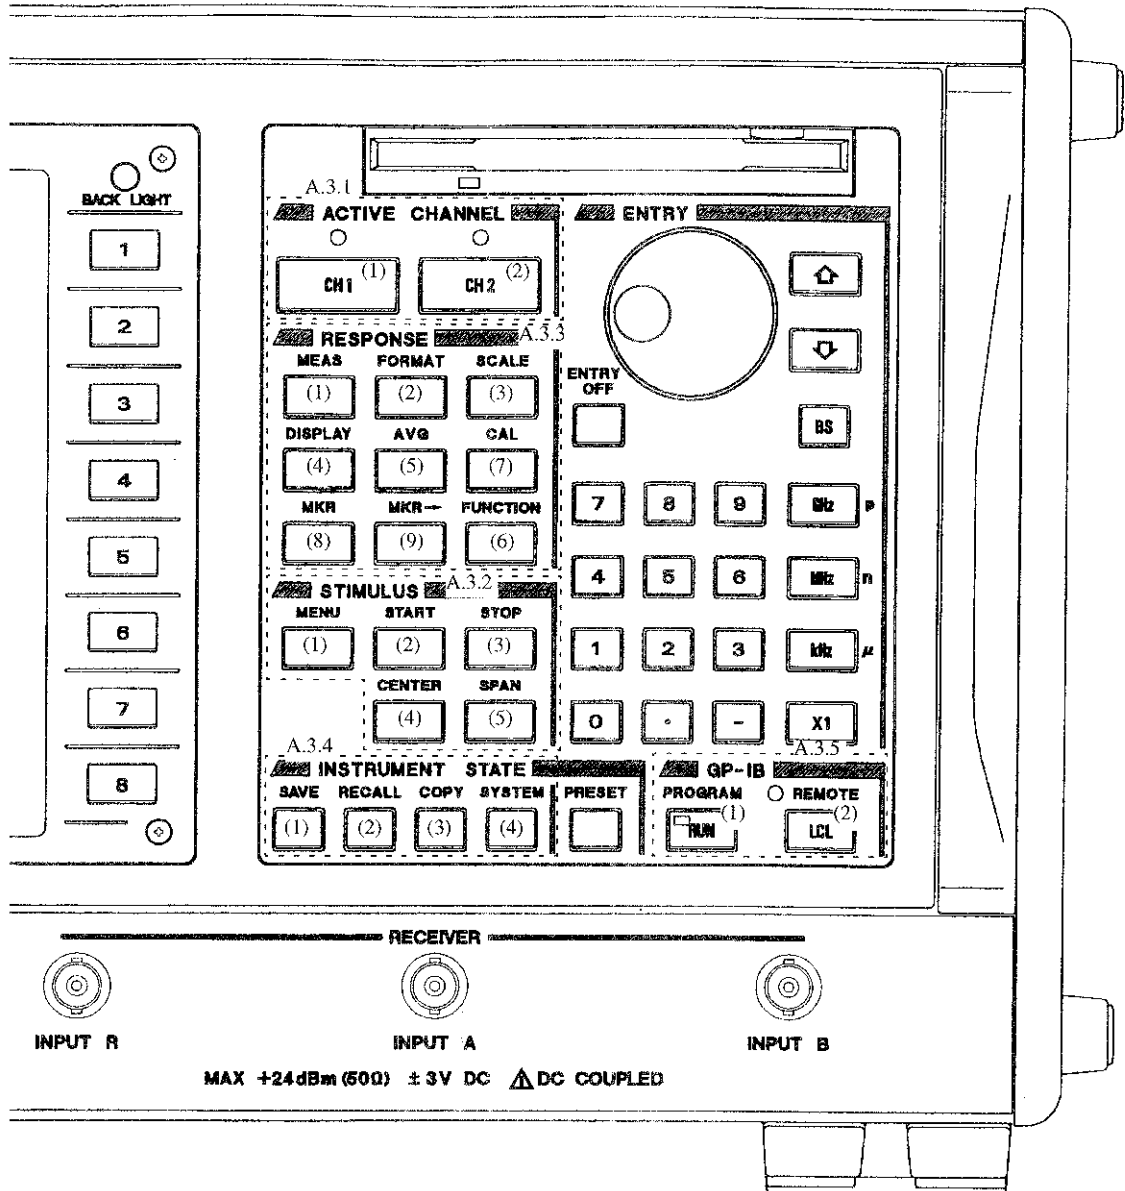 BACK LIGHT
1
2
3
4
5
6
7
8
A.3.1
ACTIVE CHANNEL
CH1 (1)
CH2 (2)
RESPONSE A.3.3
MEAS FORMAT SCALE
(1) (2) (3)
DISPLAY AVG CAL
(4) (5) (7)
MKR MKR→ FUNCTION
(8) (9) (6)
STIMULUS A.3.2
MENU START STOP
(1) (2) (3)
CENTER SPAN
(4) (5)
A.3.4
INSTRUMENT STATE
SAVE RECALL COPY SYSTEM PRESET
(1) (2) (3) (4)
ENTRY
ENTRY
OFF
BS
7 8 9 GHz p
4 5 6 MHz n
1 2 3 kHz μ
0 . - X1
A.3.5
GP-IB
PROGRAM REMOTE
RUN (1) LCL (2)
RECEIVER
INPUT R INPUT A INPUT B
MAX +24dBm(50Ω) ±3V DC ⚠DC COUPLED